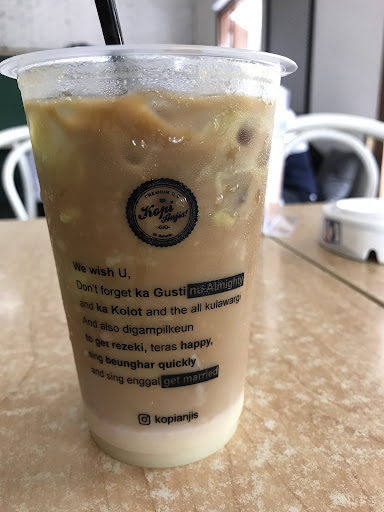 PREMIUM
Kopi
Anjis!
We wish U,
Don't forget ka Gusti nu Almighty
and ka Kolot and the all kulawargi
And also digampilkeun
to get rezeki, teras happy,
sing beunghar quickly
and sing enggal get married
kopianjis